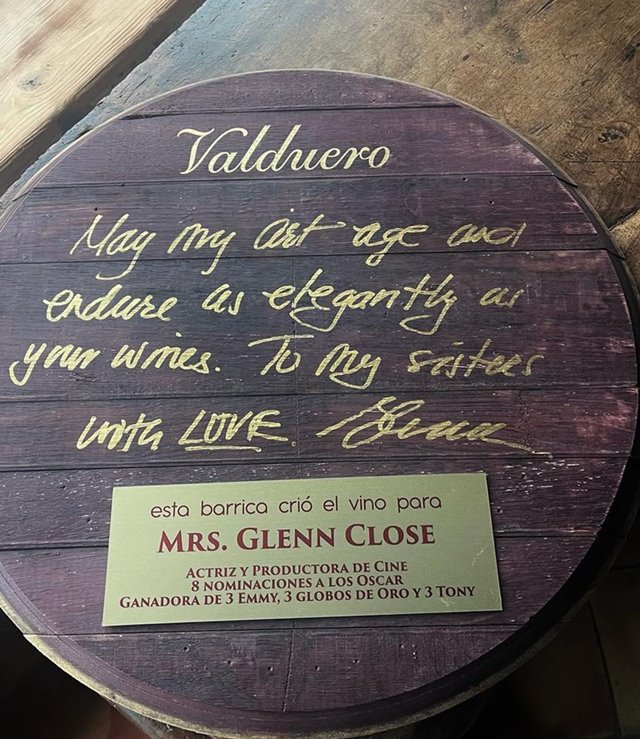 Valduero
May my art age and
endure as elegantly as
your wines. To my sisters
with LOVE. Glenn
esta barrica crió el vino para
MRS. GLENN CLOSE
ACTRIZ Y PRODUCTORA DE CINE
8 NOMINACIONES A LOS OSCAR
GANADORA DE 3 EMMY, 3 GLOBOS DE ORO Y 3 TONY